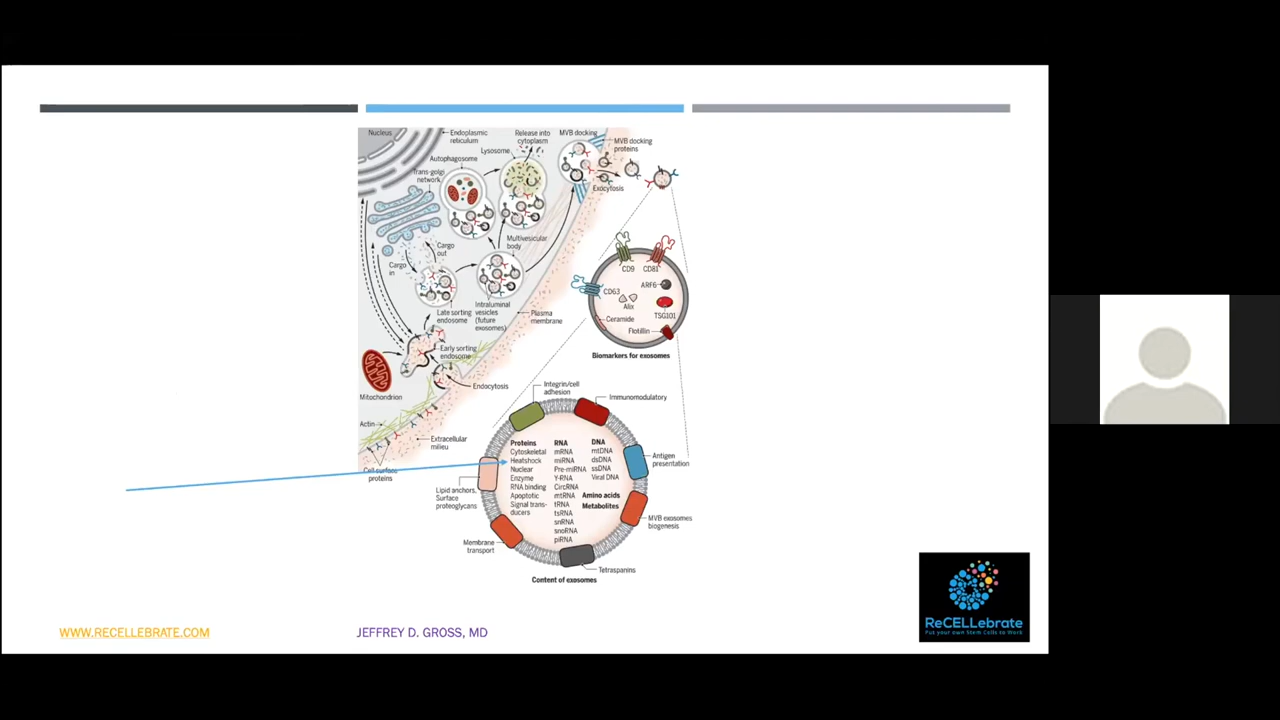 Nucleus
Endoplasmic
reticulum
Release into
cytoplasm
MVB docking
MVB docking
proteins
Lysosome
Autophagosome
Trans-golgi
network
Exocytosis
Cargo
out
Cargo
in
Multivesicular
body
Late sorting
endosome
Intraluminal
vesicles
(future
exosomes)
Plasma
membrane
Early sorting
endosome
Endocytosis
Mitochondrion
Actin
Extracellular
milieu
Cell surface
proteins
CD9
CD81
CD63
ARF6
Alix
TSG101
Ceramide
Flotillin
Biomarkers for exosomes
Integrin/cell
adhesion
Immunomodulatory
Antigen
presentation
MVB exosomes
biogenesis
Tetraspanins
Membrane
transport
Lipid anchors,
Surface
proteoglycans
Proteins
Cytoskeletal
Heatshock
Nuclear
Enzyme
RNA binding
Apoptotic
Signal trans-
ducers
RNA
mRNA
miRNA
Pre-miRNA
Y-RNA
CircRNA
mtRNA
tRNA
tsRNA
snRNA
snoRNA
piRNA
DNA
mtDNA
dsDNA
ssDNA
Viral DNA
Amino acids
Metabolites
Content of exosomes
WWW.RECELLEBRATE.COM
JEFFREY D. GROSS, MD
ReCELLebrate
Put your own Stem Cells to Work